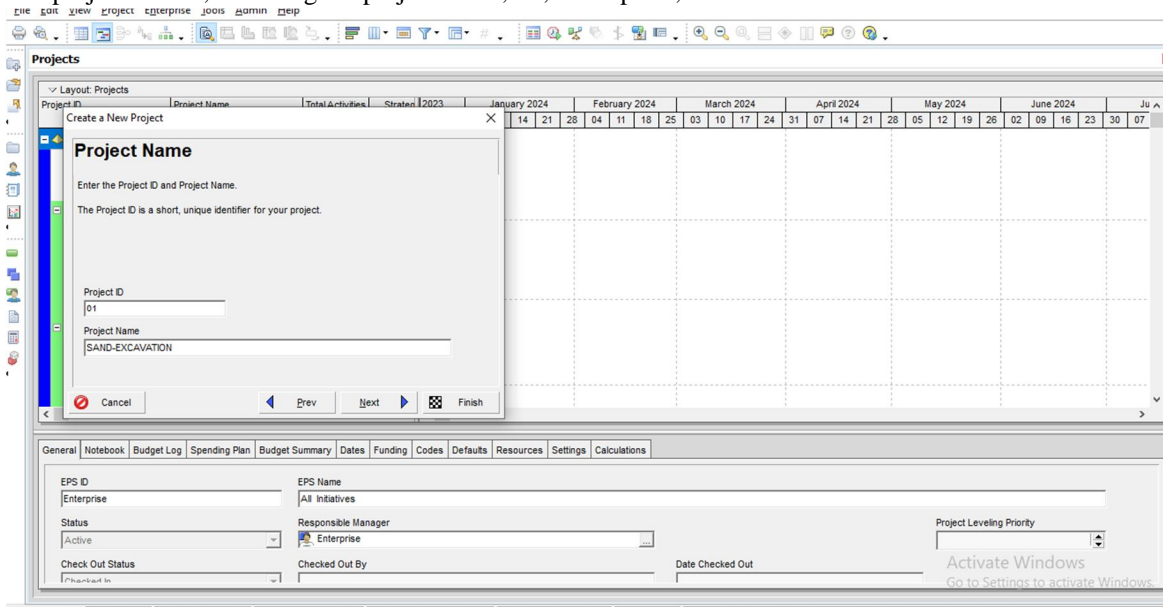 File Edit View Project Enterprise Tools Admin Help
Projects
Layout: Projects
Project ID Project Name Total Activities Strateg 2023 January 2024 February 2024 March 2024 April 2024 May 2024 June 2024 Ju
14 21 28 04 11 18 25 03 10 17 24 31 07 14 21 28 05 12 19 26 02 09 16 23 30 07
Create a New Project
Project Name
Enter the Project ID and Project Name.
The Project ID is a short, unique identifier for your project.
Project ID
01
Project Name
SAND-EXCAVATION
Cancel Prev Next Finish
General Notebook Budget Log Spending Plan Budget Summary Dates Funding Codes Defaults Resources Settings Calculations
EPS ID EPS Name
Enterprise All Initiatives
Status Responsible Manager Project Leveling Priority
Active Enterprise ...
Check Out Status Checked Out By Date Checked Out
Checked In
Activate Windows
Go to Settings to activate Windows.